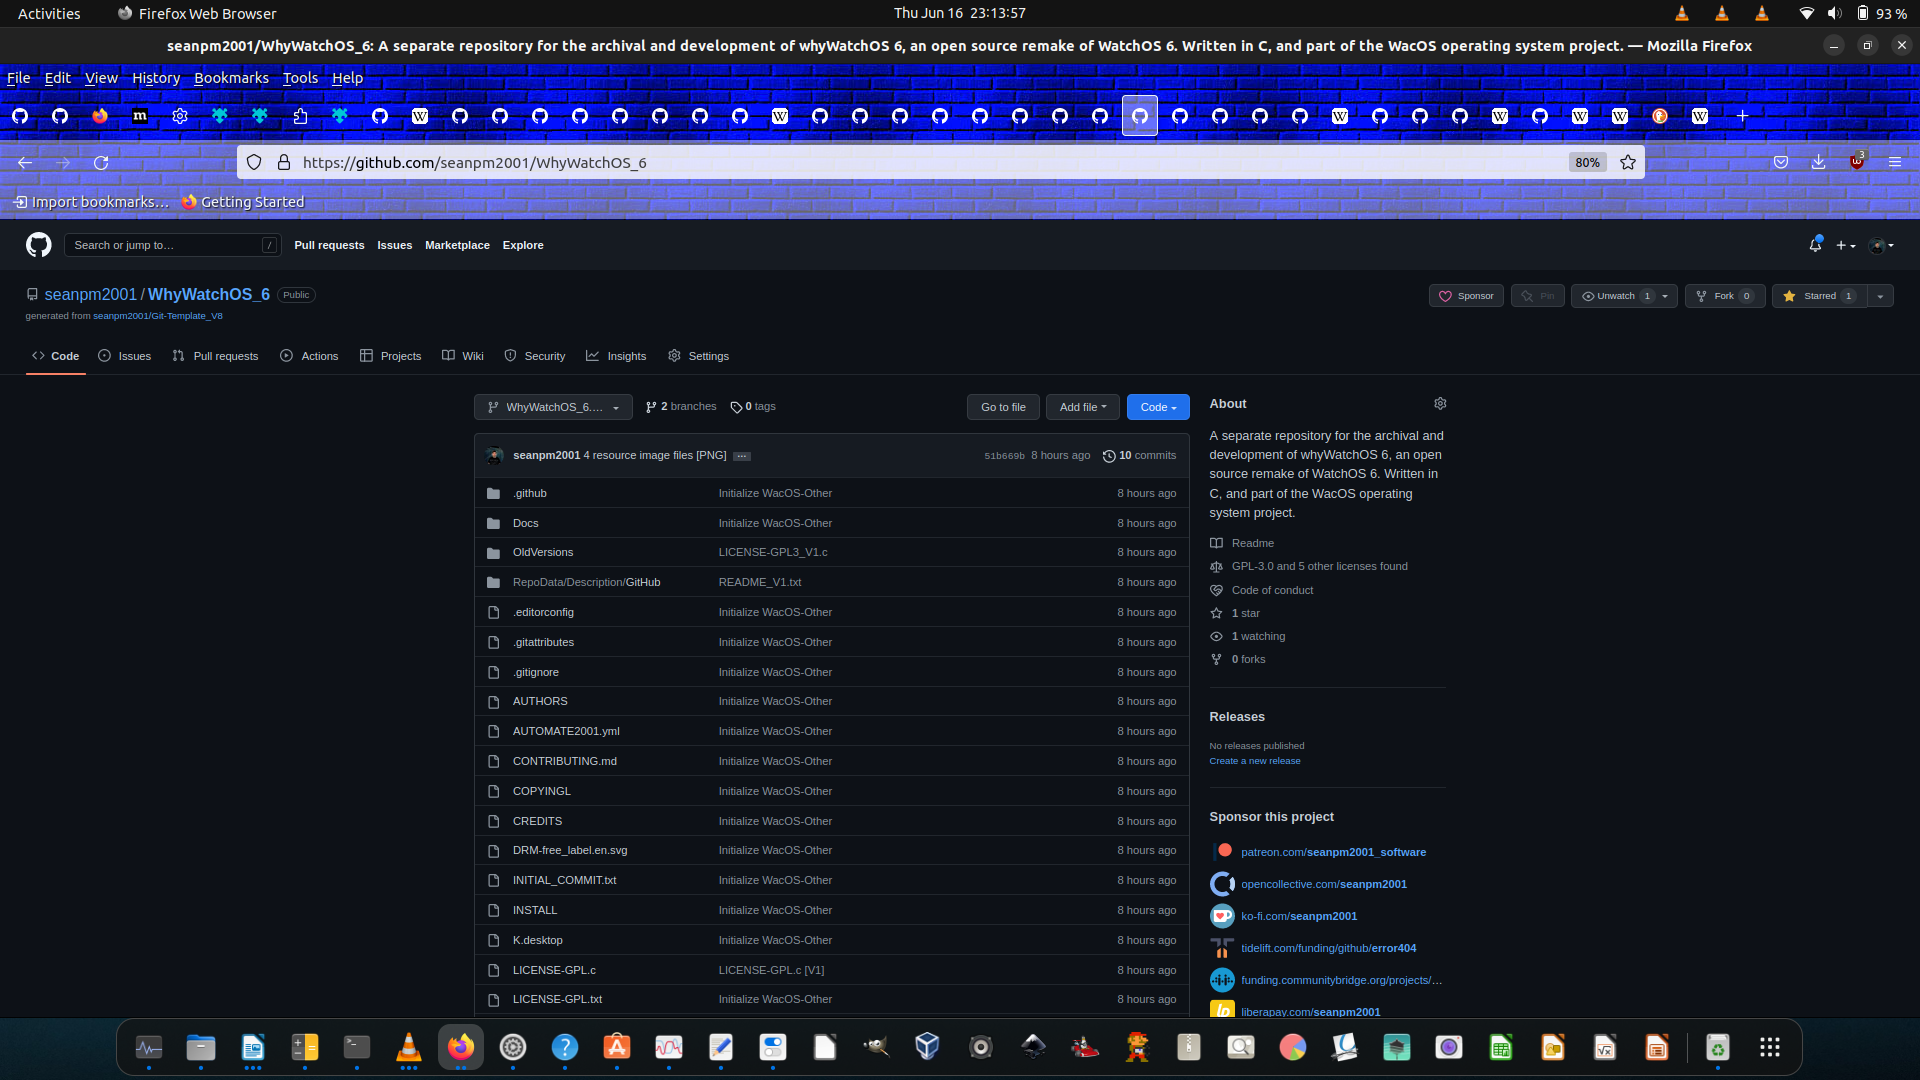 Activities Firefox Web Browser Thu Jun 16 23:13:57 93 %
seanpm2001/WhyWatchOS_6: A separate repository for the archival and development of whyWatchOS 6, an open source remake of WatchOS 6. Written in C, and part of the WacOS operating system project. — Mozilla Firefox
File Edit View History Bookmarks Tools Help
https://github.com/seanpm2001/WhyWatchOS_6 80% 3
Import bookmarks… Getting Started
Search or jump to… / Pull requests Issues Marketplace Explore
seanpm2001 / WhyWatchOS_6 Public Sponsor Pin Unwatch 1 Fork 0 Starred 1
generated from seanpm2001/Git-Template_V8
Code Issues Pull requests Actions Projects Wiki Security Insights Settings
WhyWatchOS_6.... 2 branches 0 tags Go to file Add file Code
seanpm2001 4 resource image files [PNG] ... 51b669b 8 hours ago 10 commits
.github Initialize WacOS-Other 8 hours ago
Docs Initialize WacOS-Other 8 hours ago
OldVersions LICENSE-GPL3_V1.c 8 hours ago
RepoData/Description/GitHub README_V1.txt 8 hours ago
.editorconfig Initialize WacOS-Other 8 hours ago
.gitattributes Initialize WacOS-Other 8 hours ago
.gitignore Initialize WacOS-Other 8 hours ago
AUTHORS Initialize WacOS-Other 8 hours ago
AUTOMATE2001.yml Initialize WacOS-Other 8 hours ago
CONTRIBUTING.md Initialize WacOS-Other 8 hours ago
COPYINGL Initialize WacOS-Other 8 hours ago
CREDITS Initialize WacOS-Other 8 hours ago
DRM-free_label.en.svg Initialize WacOS-Other 8 hours ago
INITIAL_COMMIT.txt Initialize WacOS-Other 8 hours ago
INSTALL Initialize WacOS-Other 8 hours ago
K.desktop Initialize WacOS-Other 8 hours ago
LICENSE-GPL.c LICENSE-GPL.c [V1] 8 hours ago
LICENSE-GPL.txt Initialize WacOS-Other 8 hours ago
About
A separate repository for the archival and
development of whyWatchOS 6, an open
source remake of WatchOS 6. Written in
C, and part of the WacOS operating
system project.
Readme
GPL-3.0 and 5 other licenses found
Code of conduct
1 star
1 watching
0 forks
Releases
No releases published
Create a new release
Sponsor this project
patreon.com/seanpm2001_software
opencollective.com/seanpm2001
ko-fi.com/seanpm2001
tidelift.com/funding/github/error404
funding.communitybridge.org/projects/...
liberapay.com/seanpm2001